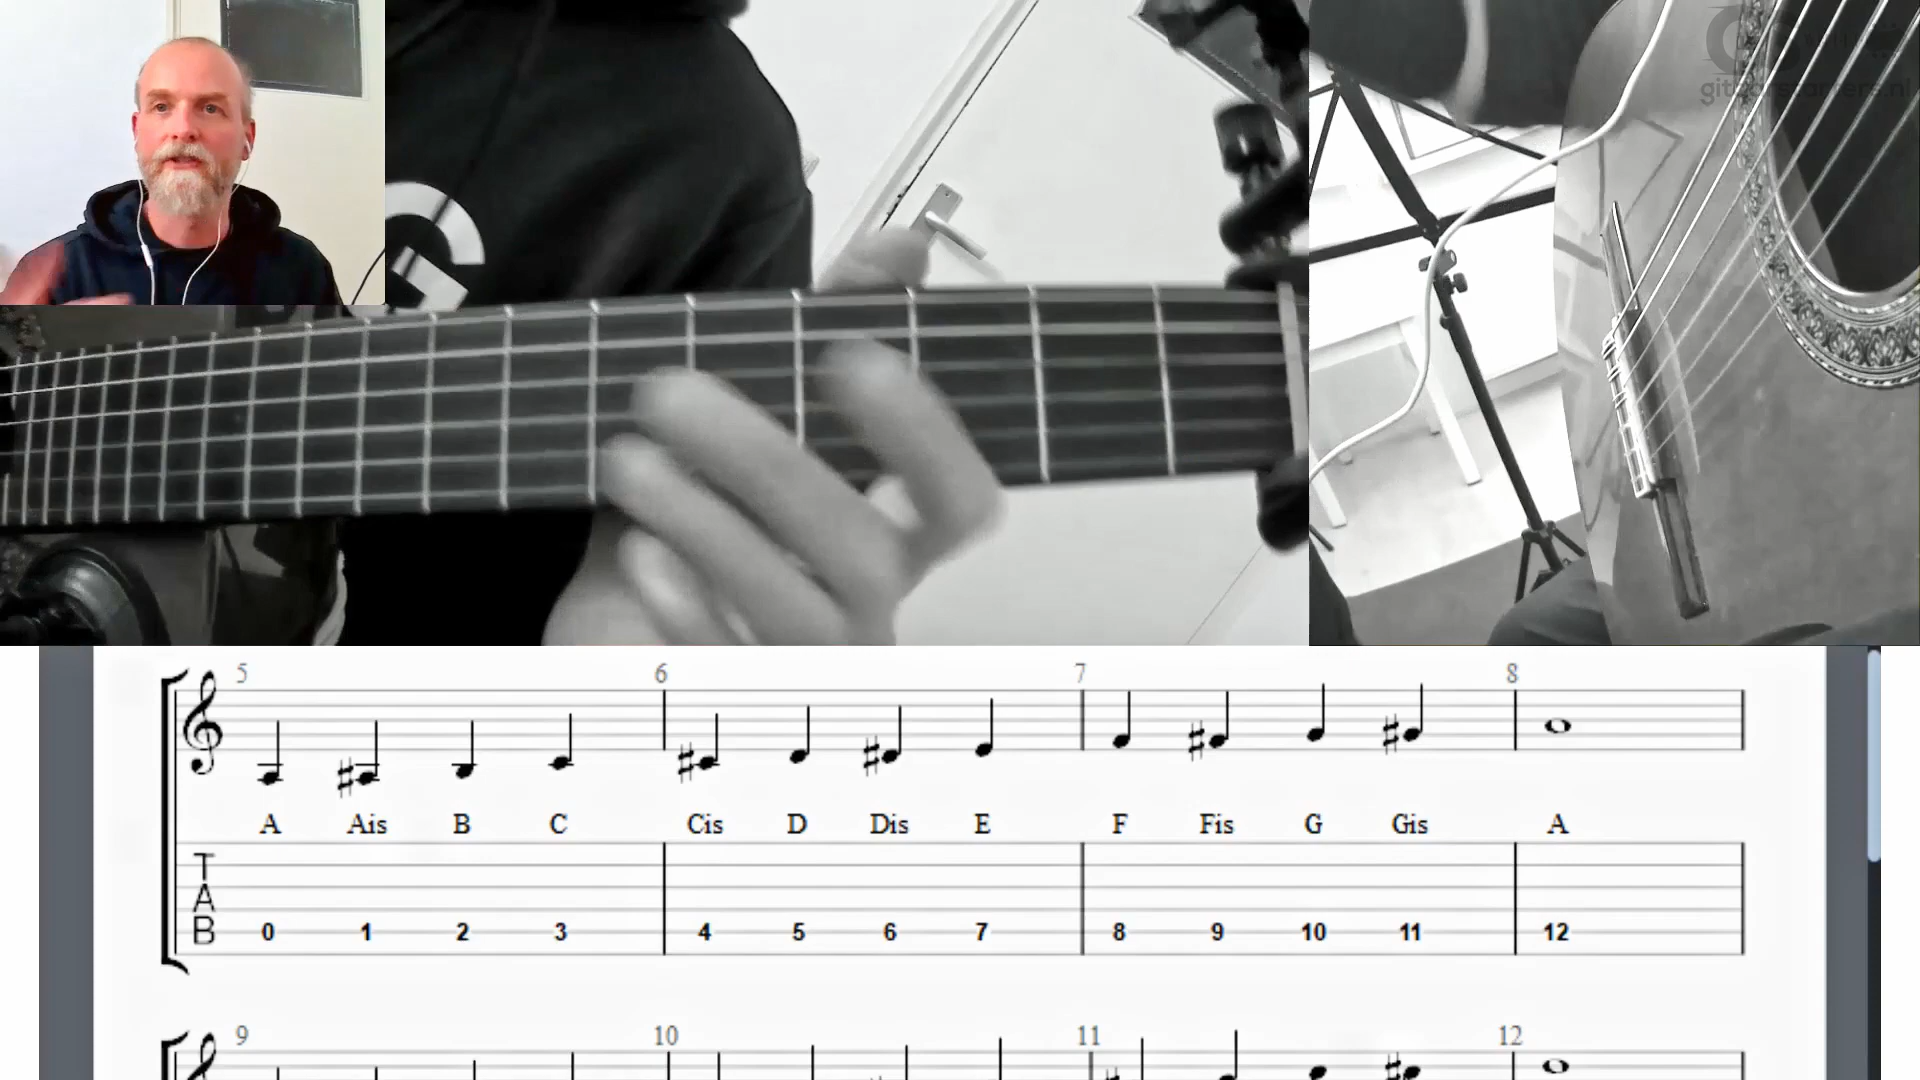 G
5 6 7 8
A Ais B C Cis D Dis E F Fis G Gis A
T
A
B
0 1 2 3 4 5 6 7 8 9 10 11 12
9 10 11 12